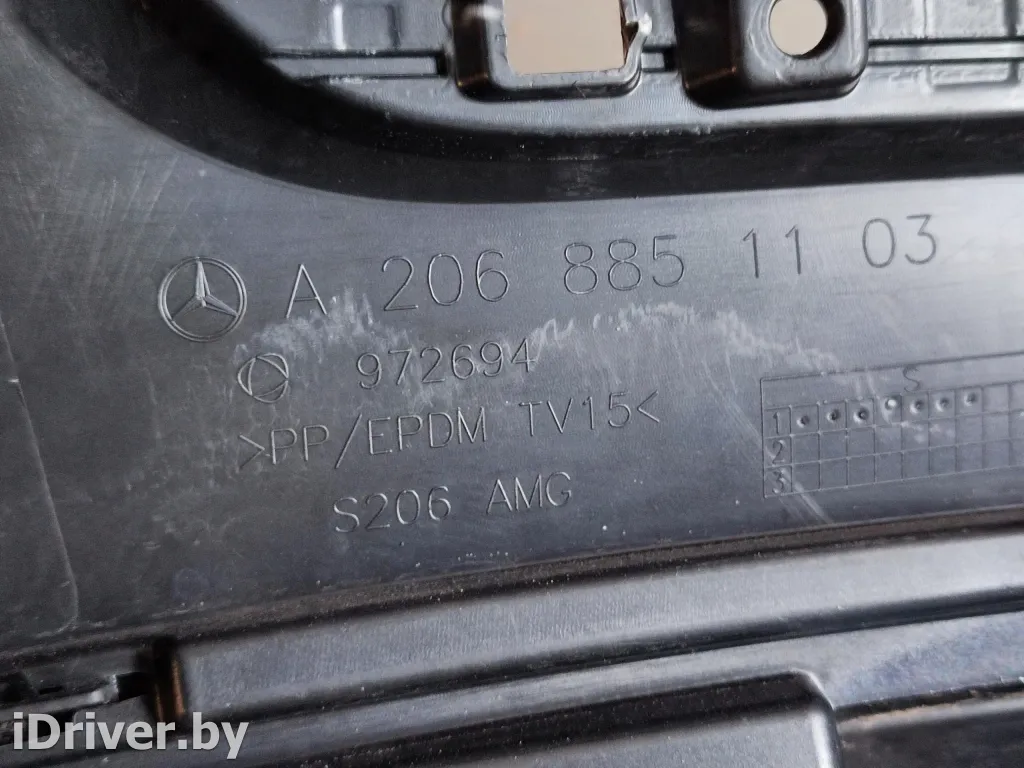 A 206 885 11 03
972694
>PP/EPDM TV15<
S206 AMG
S
1
2
3
iDriver.by